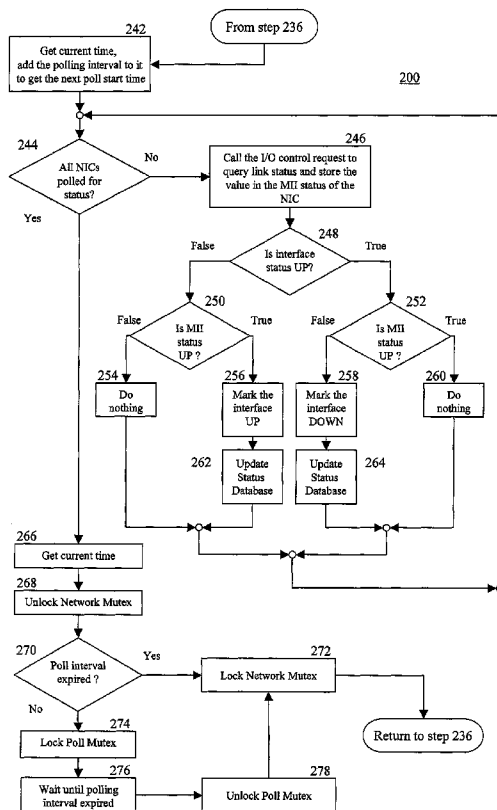 From step 236
242
Get current time,
add the polling interval to it
to get the next poll start time
200
244
All NICs
polled for
status?
No
Yes
246
Call the I/O control request to
query link status and store the
value in the MII status of the
NIC
248
Is interface
status UP?
False
True
250
Is MII
status
UP ?
False
True
252
Is MII
status
UP ?
False
True
254
Do
nothing
256
Mark the
interface
UP
258
Mark the
interface
DOWN
260
Do
nothing
262
Update
Status
Database
264
Update
Status
Database
266
Get current time
268
Unlock Network Mutex
270
Poll interval
expired ?
Yes
No
272
Lock Network Mutex
274
Lock Poll Mutex
276
Wait until polling
interval expired
278
Unlock Poll Mutex
Return to step 236